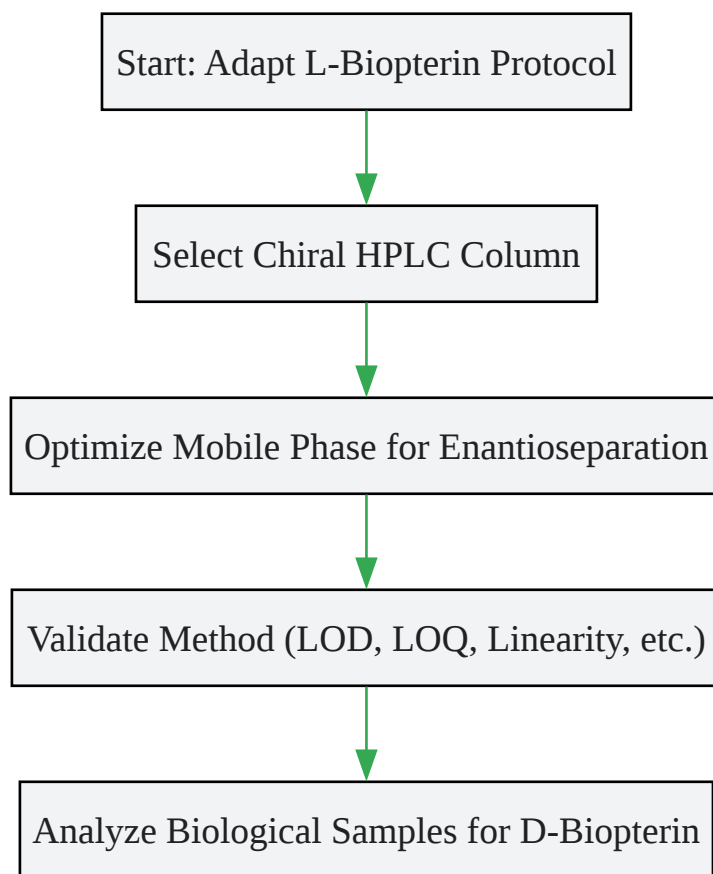 Start: Adapt L-Biopterin Protocol
Select Chiral HPLC Column
Optimize Mobile Phase for Enantioseparation
Validate Method (LOD, LOQ, Linearity, etc.)
Analyze Biological Samples for D-Biopterin